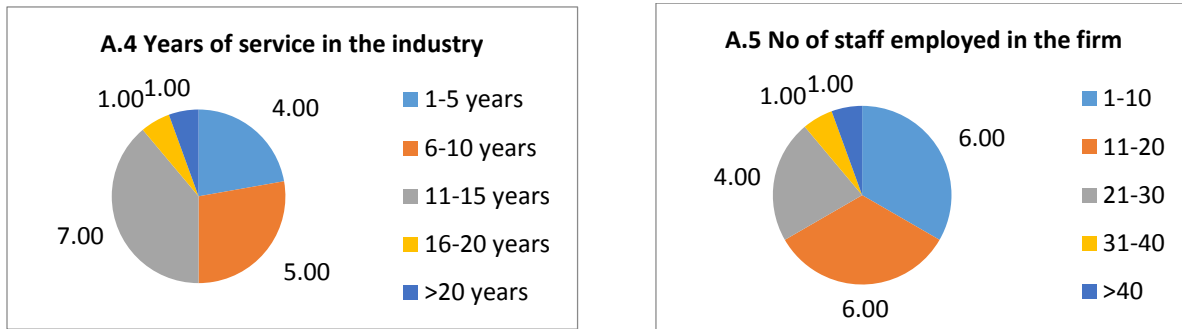 A.4 Years of service in the industry
1.00
1.00
4.00
7.00
5.00
1-5 years
6-10 years
11-15 years
16-20 years
>20 years
A.5 No of staff employed in the firm
1.00
1.00
6.00
4.00
6.00
1-10
11-20
21-30
31-40
>40